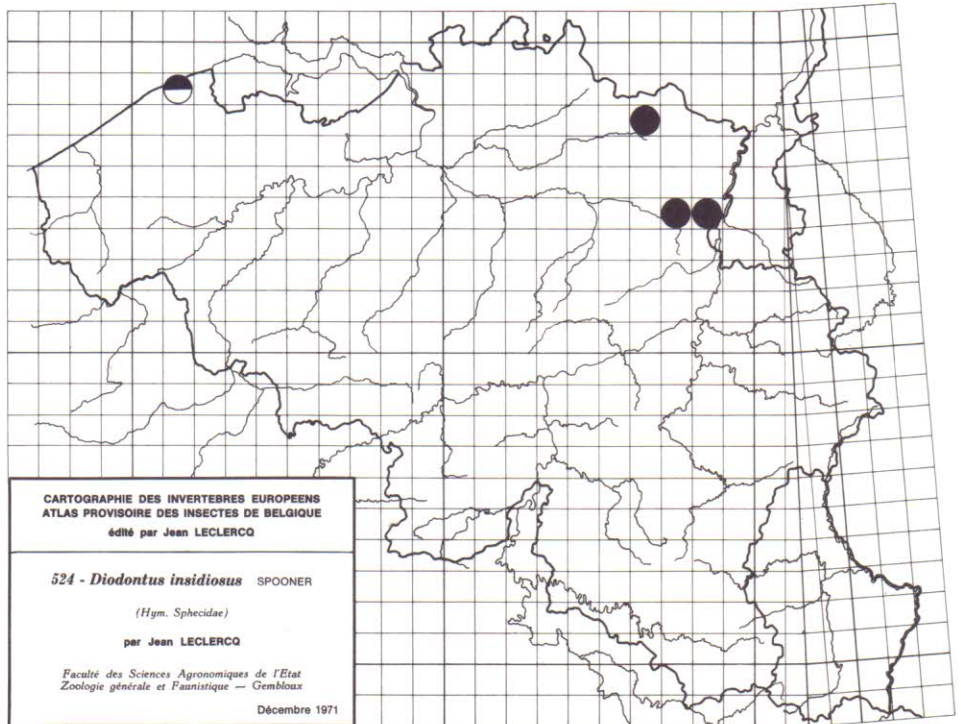 CARTOGRAPHIE DES INVERTEBRES EUROPEENS
ATLAS PROVISOIRE DES INSECTES DE BELGIQUE
édité par Jean LECLERCQ
524 - Diodontus insidiosus SPOONER
(Hym. Sphecidae)
par Jean LECLERCQ
Faculté des Sciences Agronomiques de l'Etat
Zoologie générale et Faunistique — Gembloux
Décembre 1971